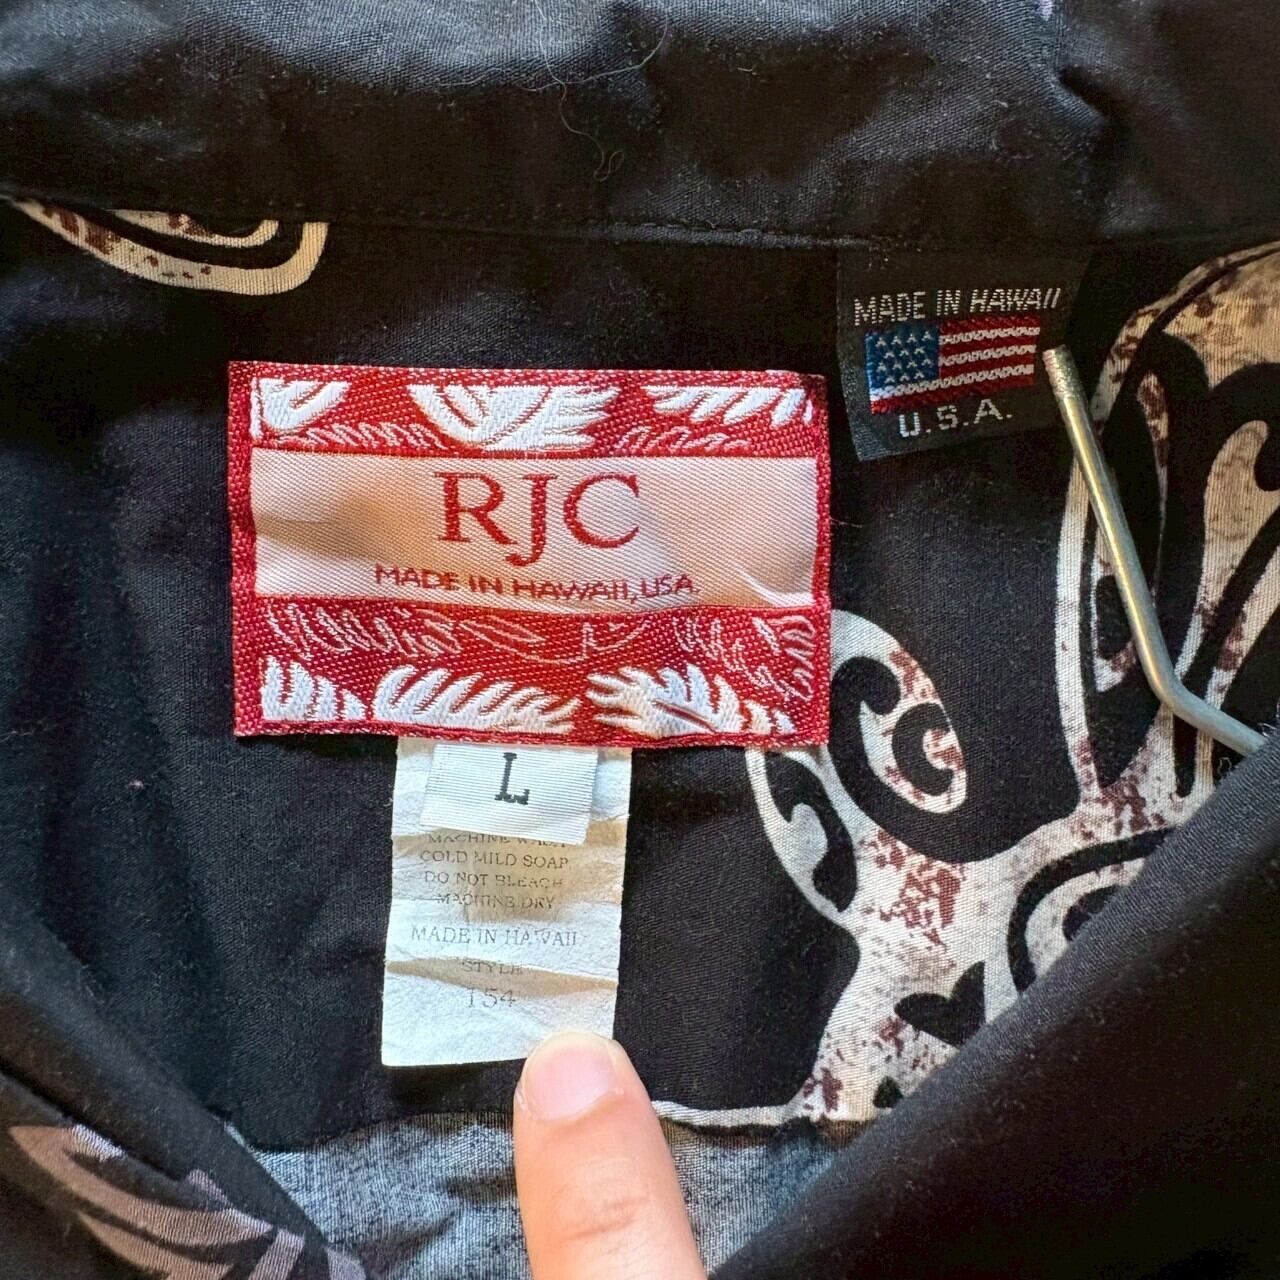 MADE IN HAWAII
U.S.A.
RJC
MADE IN HAWAII, USA.
L
MACHINE WASH
COLD MILD SOAP
DO NOT BLEACH
MACHINE DRY
MADE IN HAWAII
STYLE
154